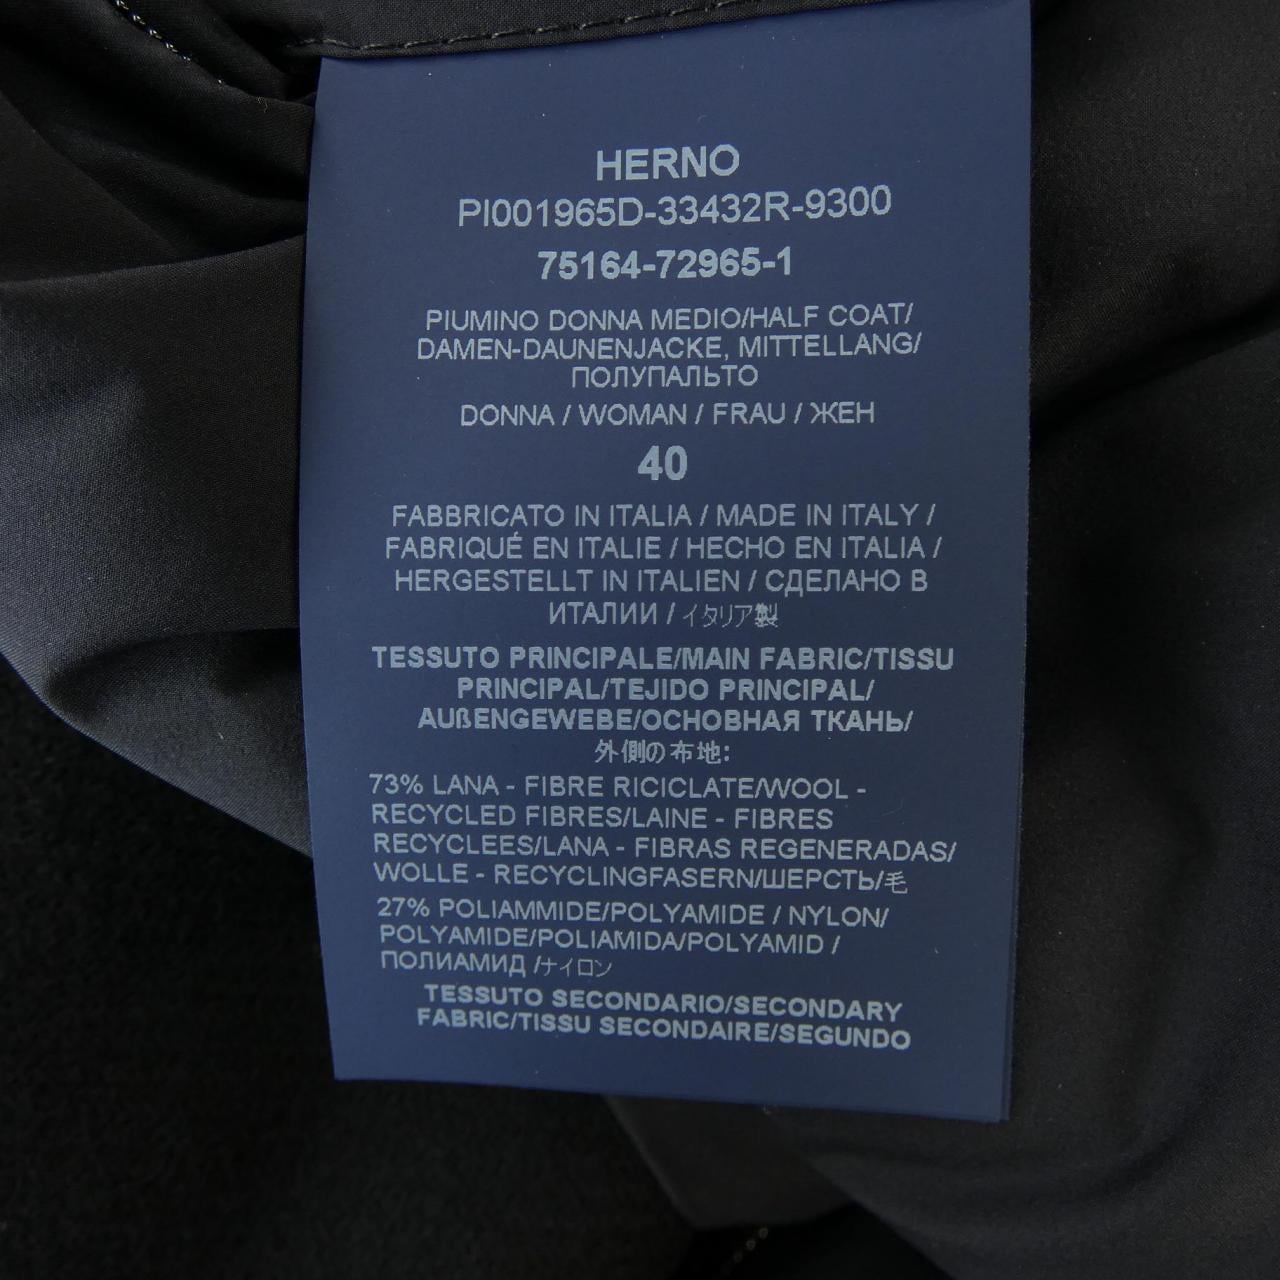 HERNO
PI001965D-33432R-9300
75164-72965-1
PIUMINO DONNA MEDIO/HALF COAT/
DAMEN-DAUNENJACKE, MITTELLANG/
ПОЛУПАЛЬТО
DONNA / WOMAN / FRAU / ЖЕН
40
FABBRICATO IN ITALIA / MADE IN ITALY /
FABRIQUÉ EN ITALIE / HECHO EN ITALIA /
HERGESTELLT IN ITALIEN / СДЕЛАНО В
ИТАЛИИ / イタリア製
TESSUTO PRINCIPALE/MAIN FABRIC/TISSU
PRINCIPAL/TEJIDO PRINCIPAL/
AUßENGEWEBE/ОСНОВНАЯ ТКАНЬ/
外側の布地:
73% LANA - FIBRE RICICLATE/WOOL -
RECYCLED FIBRES/LAINE - FIBRES
RECYCLEES/LANA - FIBRAS REGENERADAS/
WOLLE - RECYCLINGFASERN/ШЕРСТЬ/毛
27% POLIAMMIDE/POLYAMIDE / NYLON/
POLYAMIDE/POLIAMIDA/POLYAMID /
ПОЛИАМИД /ナイロン
TESSUTO SECONDARIO/SECONDARY
FABRIC/TISSU SECONDAIRE/SEGUNDO